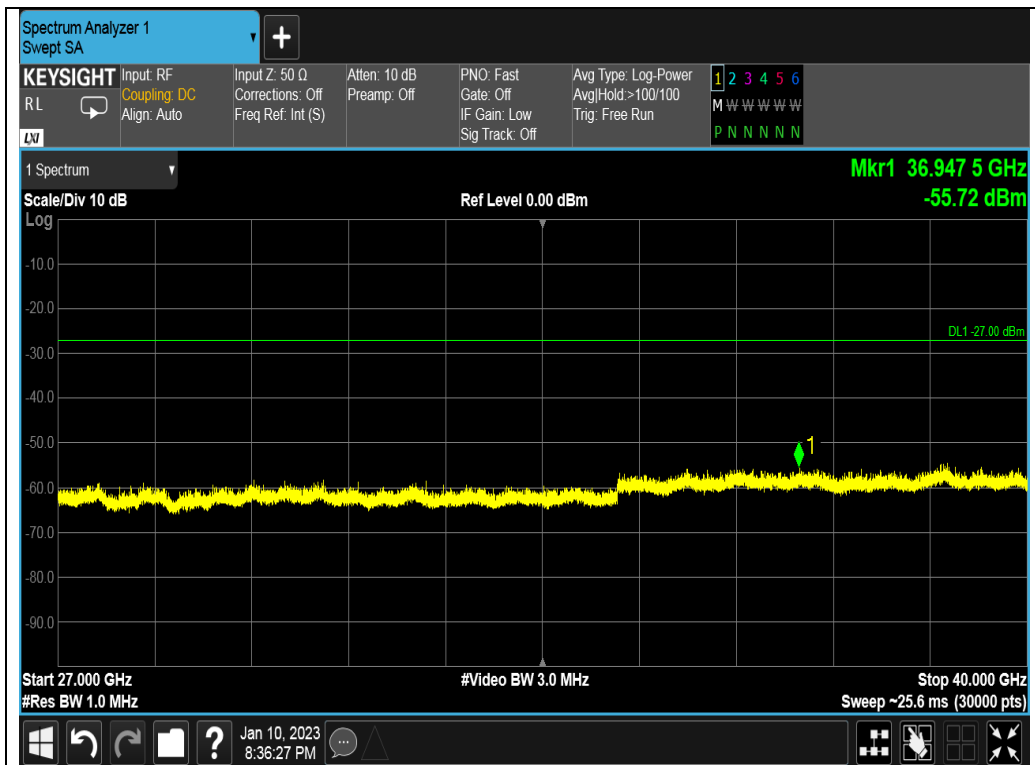 Spectrum Analyzer 1
Swept SA
KEYSIGHT
RL
LXI
Input: RF
Coupling: DC
Align: Auto
Input Z: 50 Ω
Corrections: Off
Freq Ref: Int (S)
Atten: 10 dB
Preamp: Off
PNO: Fast
Gate: Off
IF Gain: Low
Sig Track: Off
Avg Type: Log-Power
Avg|Hold:>100/100
Trig: Free Run
1 2 3 4 5 6
M W W W W W
P N N N N N
1 Spectrum
Mkr1 36.947 5 GHz
-55.72 dBm
Scale/Div 10 dB
Ref Level 0.00 dBm
Log
-10.0
-20.0
DL1 -27.00 dBm
-30.0
-40.0
-50.0
1
-60.0
-70.0
-80.0
-90.0
Start 27.000 GHz
#Video BW 3.0 MHz
Stop 40.000 GHz
#Res BW 1.0 MHz
Sweep ~25.6 ms (30000 pts)
?
Jan 10, 2023
8:36:27 PM